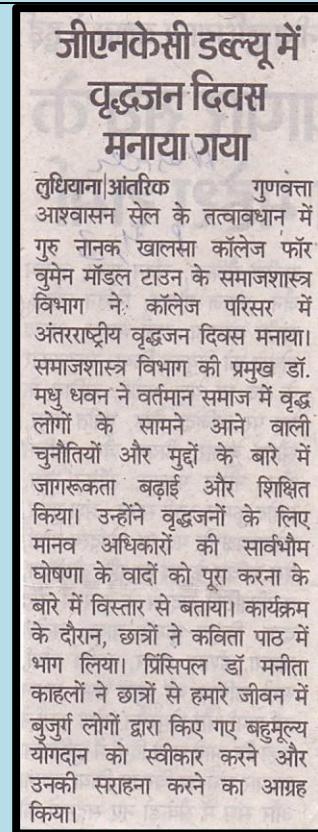 जीएनकेसी डब्ल्यू में
वृद्धजन दिवस
मनाया गया
लुधियाना|आंतरिक गुणवत्ता
आश्वासन सेल के तत्वावधान में
गुरु नानक खालसा कॉलेज फॉर
वुमेन मॉडल टाउन के समाजशास्त्र
विभाग ने कॉलेज परिसर में
अंतरराष्ट्रीय वृद्धजन दिवस मनाया।
समाजशास्त्र विभाग की प्रमुख डॉ.
मधु धवन ने वर्तमान समाज में वृद्ध
लोगों के सामने आने वाली
चुनौतियों और मुद्दों के बारे में
जागरूकता बढ़ाई और शिक्षित
किया। उन्होंने वृद्धजनों के लिए
मानव अधिकारों की सार्वभौम
घोषणा के वादों को पूरा करना के
बारे में विस्तार से बताया। कार्यक्रम
के दौरान, छात्रों ने कविता पाठ में
भाग लिया। प्रिंसिपल डॉ मनीता
काहलों ने छात्रों से हमारे जीवन में
बुजुर्ग लोगों द्वारा किए गए बहुमूल्य
योगदान को स्वीकार करने और
उनकी सराहना करने का आग्रह
किया।